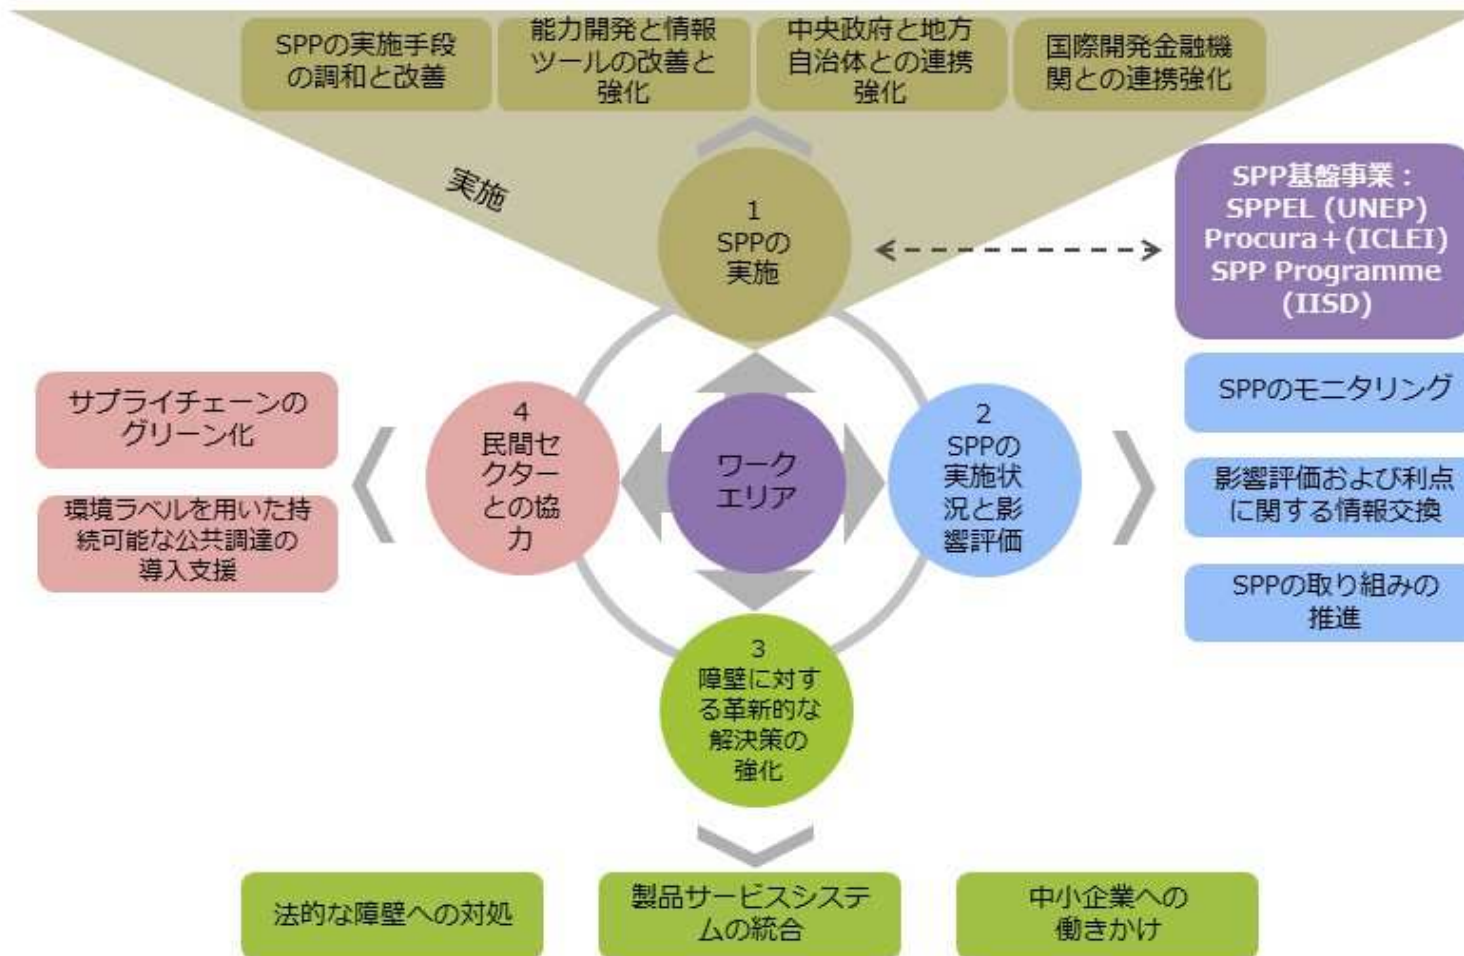 SPPの実施手段
の調和と改善
能力開発と情報
ツールの改善と
強化
中央政府と地方
自治体との連携
強化
国際開発金融機
関との連携強化
実施
1
SPPの
実施
SPP基盤事業：
SPPEL (UNEP)
Procura＋(ICLEI)
SPP Programme
(IISD)
サプライチェーンの
グリーン化
環境ラベルを用いた持
続可能な公共調達の
導入支援
4
民間セ
クター
との協
力
ワーク
エリア
2
SPPの
実施状
況と影
響評価
SPPのモニタリング
影響評価および利点
に関する情報交換
SPPの取り組みの
推進
3
障壁に対す
る革新的な
解決策の
強化
法的な障壁への対処
製品サービスシステ
ムの統合
中小企業への
働きかけ